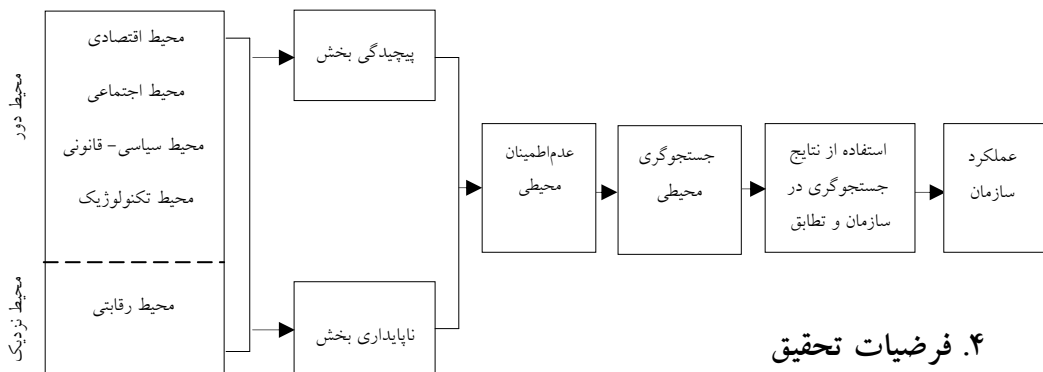 محیط دور
محیط اقتصادی
محیط اجتماعی
محیط سیاسی- قانونی
محیط تکنولوژیک
محیط نزدیک
محیط رقابتی
پیچیدگی بخش
ناپایداری بخش
عدم‌اطمینان
محیطی
جستجوگری
محیطی
استفاده از نتایج
جستجوگری در
سازمان و تطابق
عملکرد
سازمان
۴. فرضیات تحقیق